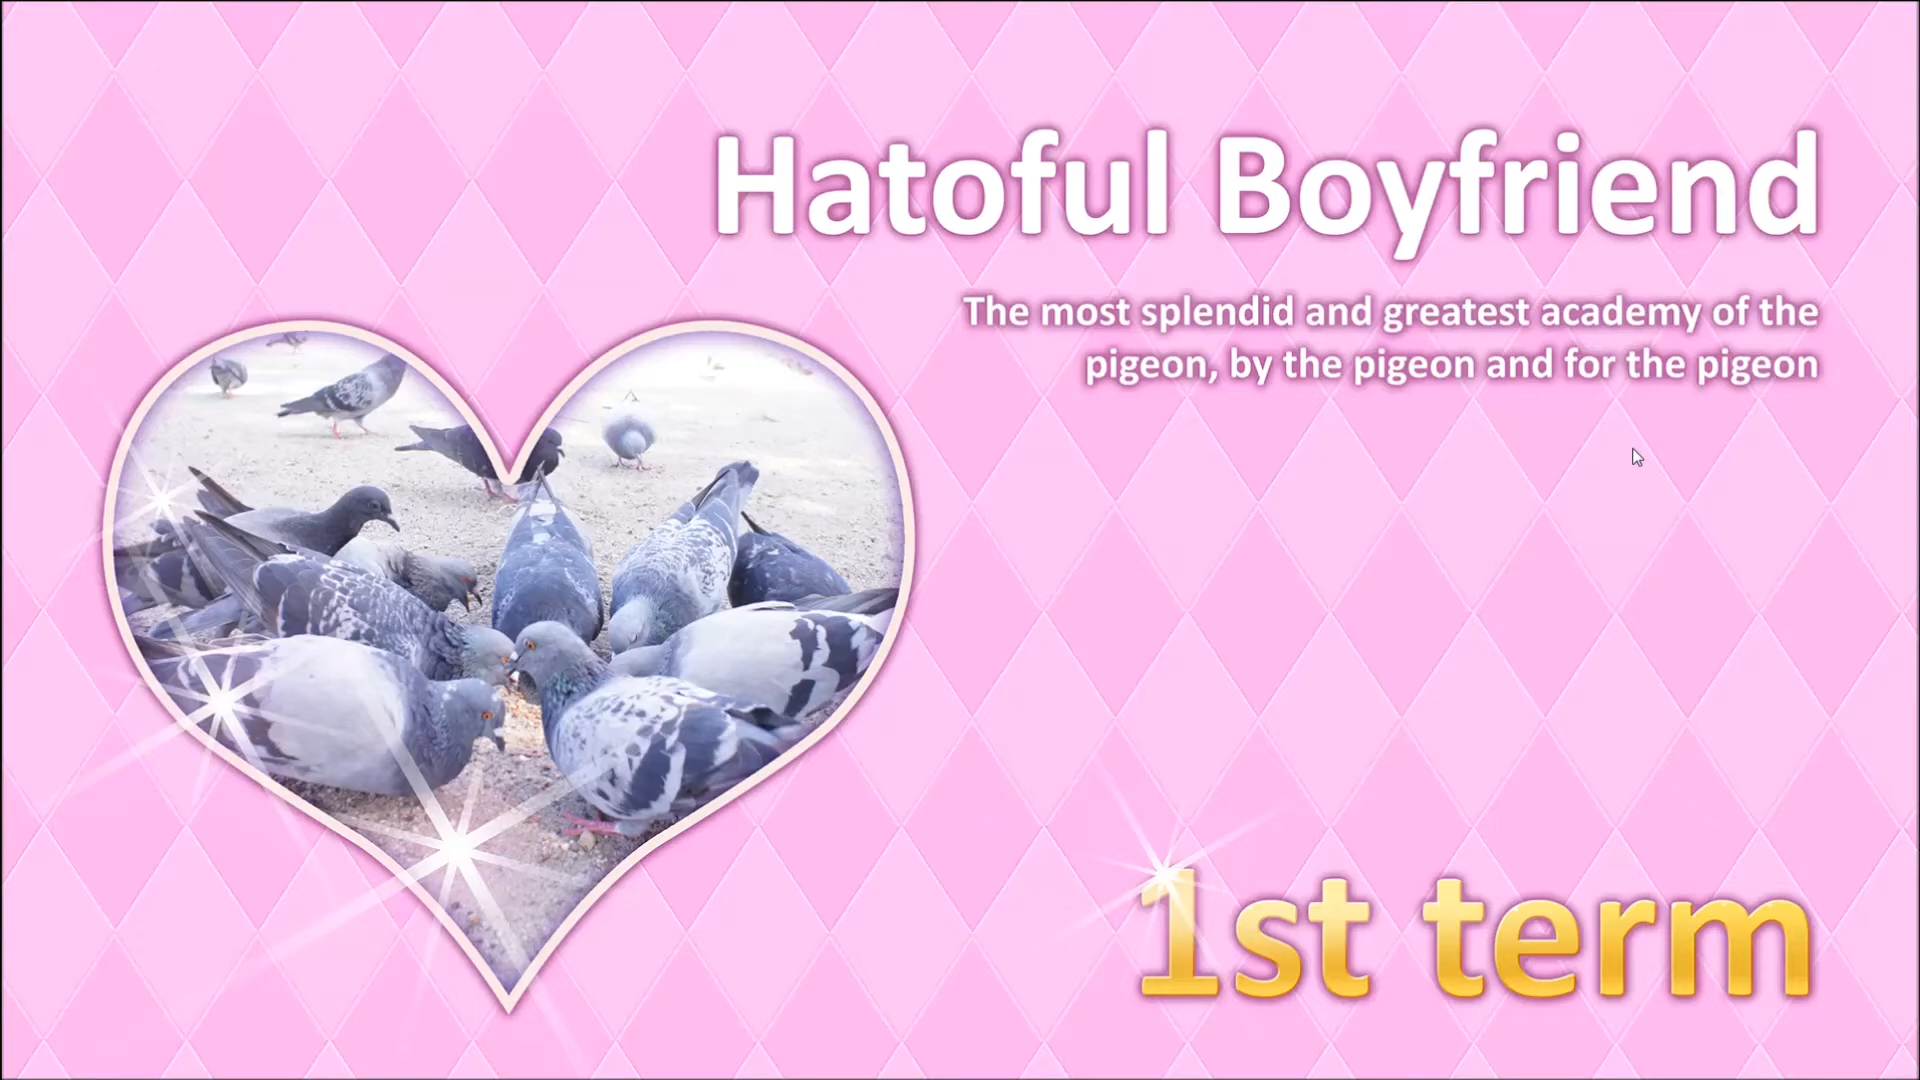 Hatoful Boyfriend
The most splendid and greatest academy of the
pigeon, by the pigeon and for the pigeon
1st term